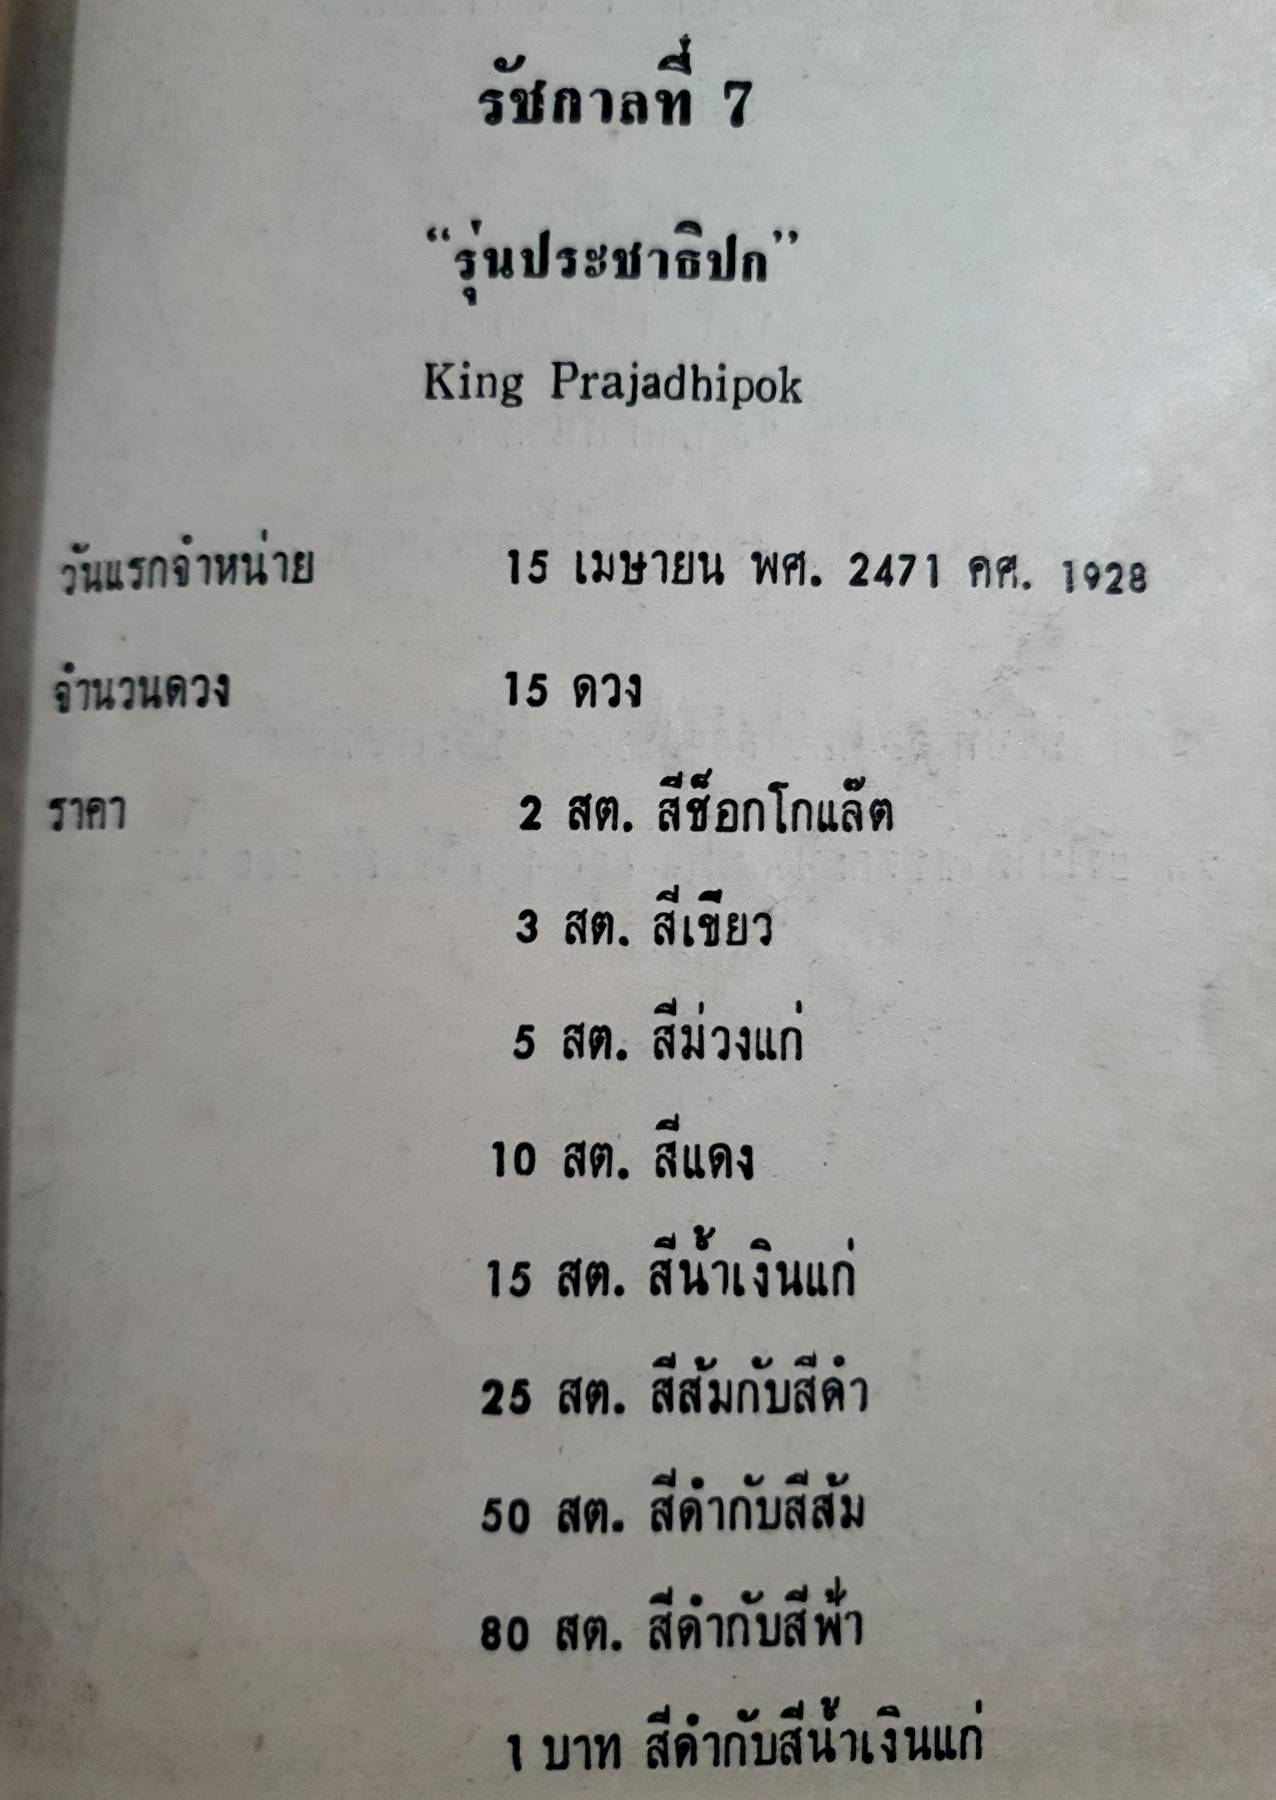 รัชกาลที่ 7
“รุ่นประชาธิปก”
King Prajadhipok
วันแรกจำหน่าย 15 เมษายน พศ. 2471 คศ. 1928
จำนวนดวง 15 ดวง
ราคา 2 สต. สีช็อกโกแล๊ต
3 สต. สีเขียว
5 สต. สีม่วงแก่
10 สต. สีแดง
15 สต. สีน้ำเงินแก่
25 สต. สีส้มกับสีดำ
50 สต. สีดำกับสีส้ม
80 สต. สีดำกับสีฟ้า
1 บาท สีดำกับสีน้ำเงินแก่